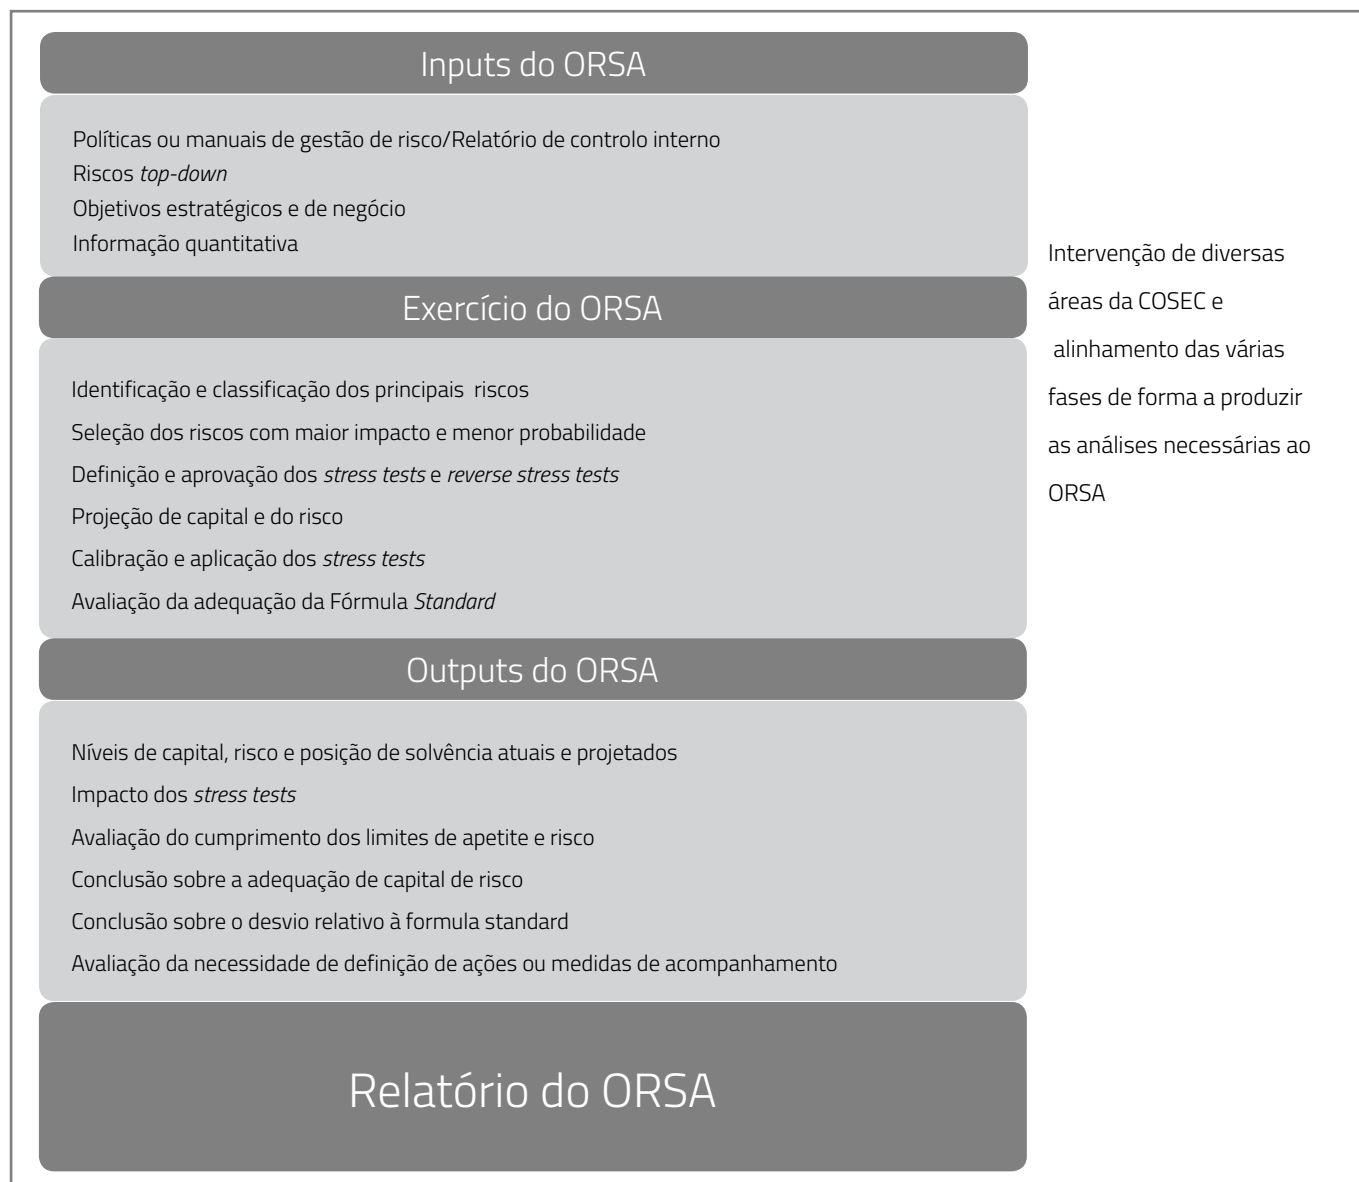 Inputs do ORSA
Políticas ou manuais de gestão de risco/Relatório de controlo interno
Riscos top-down
Objetivos estratégicos e de negócio
Informação quantitativa
Exercício do ORSA
Identificação e classificação dos principais  riscos
Seleção dos riscos com maior impacto e menor probabilidade
Definição e aprovação dos stress tests e reverse stress tests
Projeção de capital e do risco
Calibração e aplicação dos stress tests
Avaliação da adequação da Fórmula Standard
Outputs do ORSA
Níveis de capital, risco e posição de solvência atuais e projetados
Impacto dos stress tests
Avaliação do cumprimento dos limites de apetite e risco
Conclusão sobre a adequação de capital de risco
Conclusão sobre o desvio relativo à formula standard
Avaliação da necessidade de definição de ações ou medidas de acompanhamento
Relatório do ORSA
Intervenção de diversas
áreas da COSEC e
alinhamento das várias
fases de forma a produzir
as análises necessárias ao
ORSA